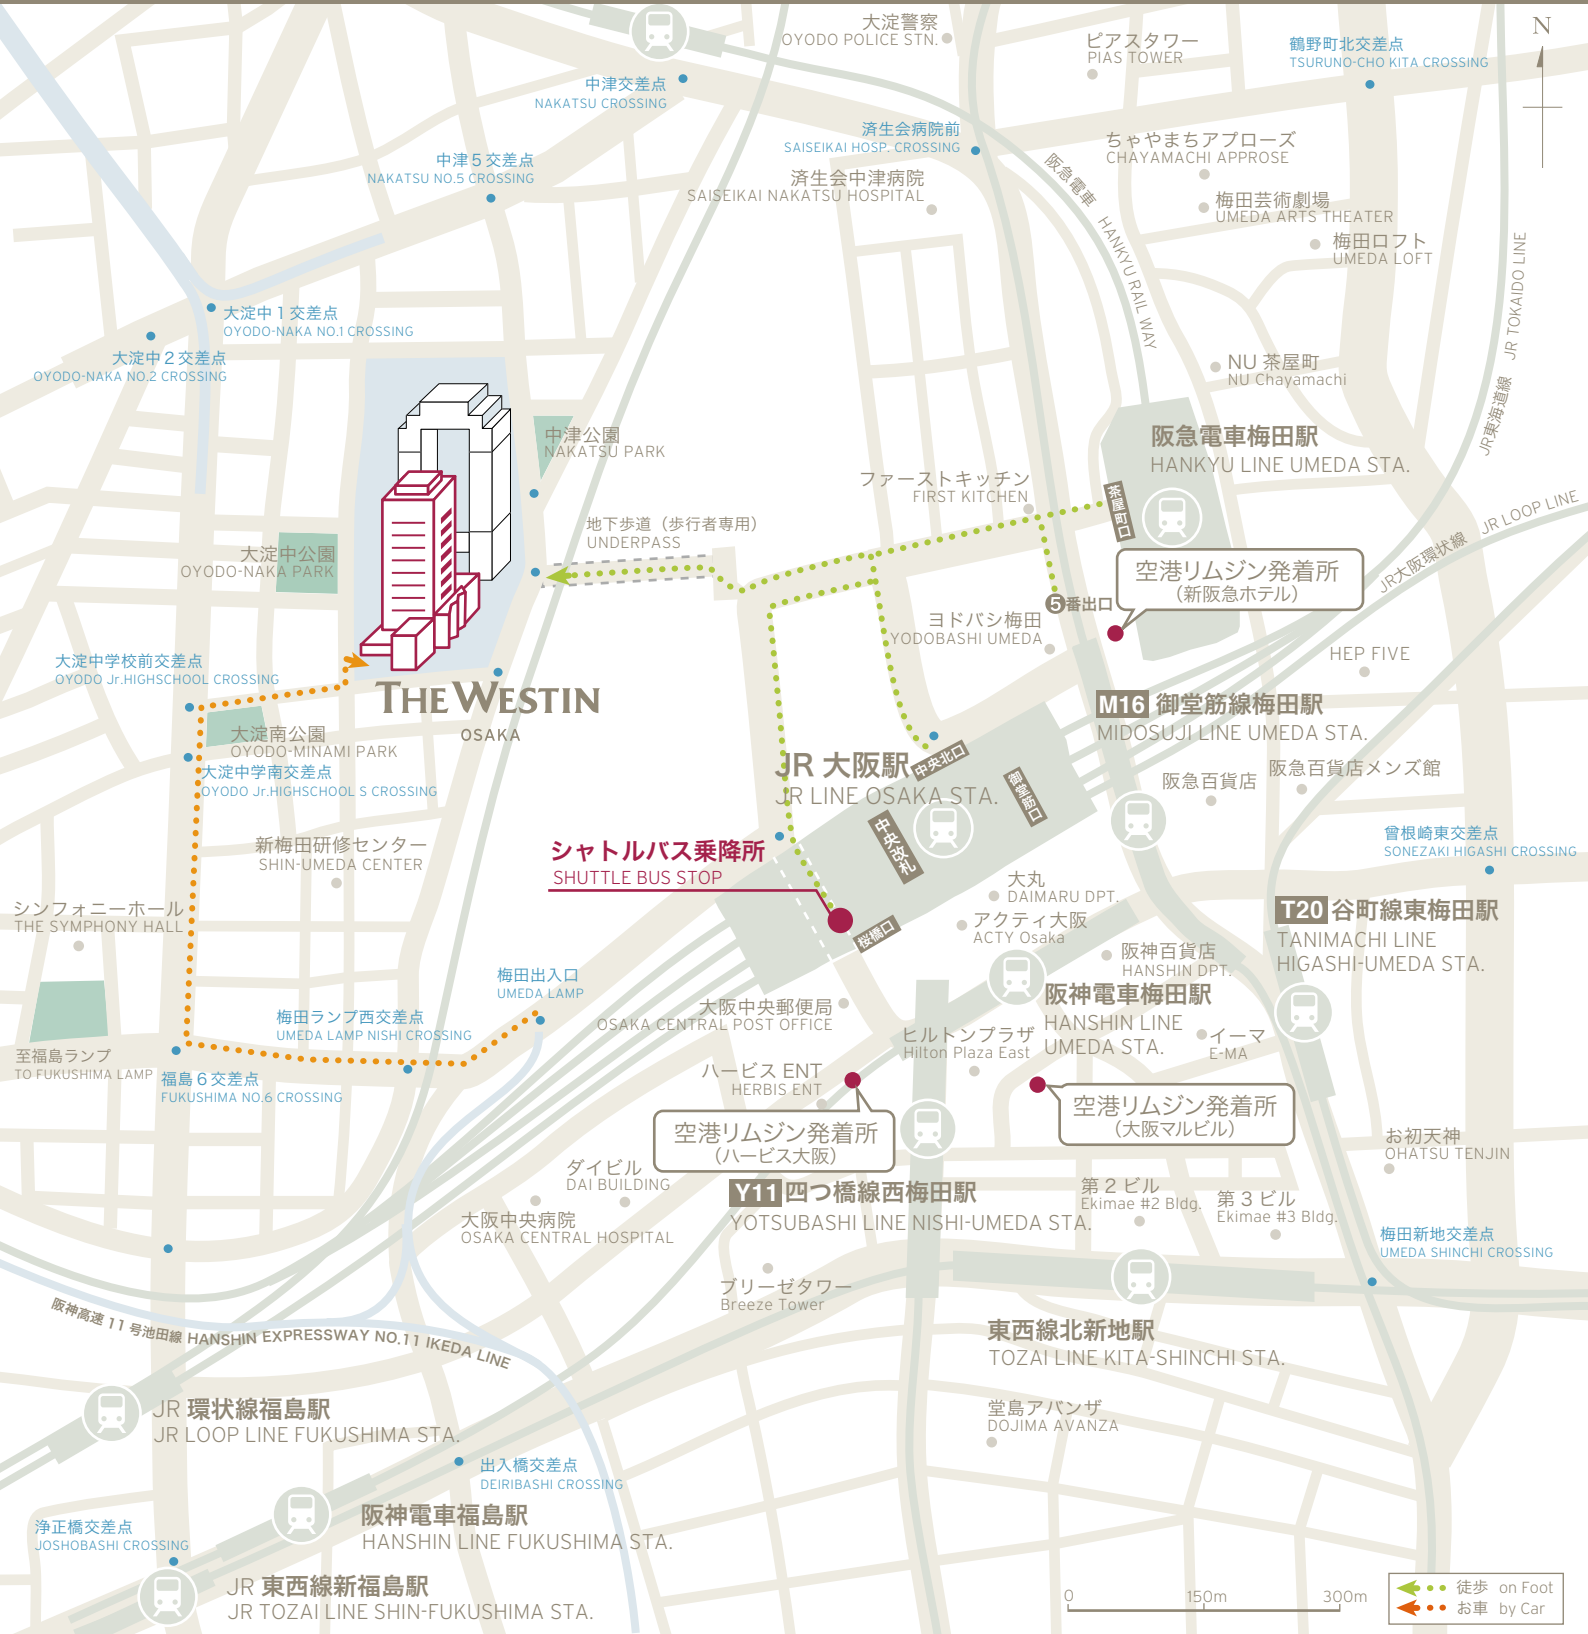 大淀警察
OYODO POLICE STN.
ピアスタワー
PIAS TOWER
鶴野町北交差点
TSURUNO-CHO KITA CROSSING
N
中津交差点
NAKATSU CROSSING
済生会病院前
SAISEIKAI HOSP. CROSSING
ちゃやまちアプローズ
CHAYAMACHI APPROSE
中津5交差点
NAKATSU NO.5 CROSSING
済生会中津病院
SAISEIKAI NAKATSU HOSPITAL
阪急電車 HANKYU RAIL WAY
梅田芸術劇場
UMEDA ARTS THEATER
梅田ロフト
UMEDA LOFT
JR東海道線 JR TOKAIDO LINE
大淀中1交差点
OYODO-NAKA NO.1 CROSSING
大淀中2交差点
OYODO-NAKA NO.2 CROSSING
NU 茶屋町
NU Chayamachi
中津公園
NAKATSU PARK
阪急電車梅田駅
HANKYU LINE UMEDA STA.
ファーストキッチン
FIRST KITCHEN
茶屋町口
地下歩道（歩行者専用）
UNDERPASS
JR大阪環状線 JR LOOP LINE
大淀中公園
OYODO-NAKA PARK
空港リムジン発着所
（新阪急ホテル）
5番出口
ヨドバシ梅田
YODOBASHI UMEDA
HEP FIVE
大淀中学校前交差点
OYODO Jr.HIGHSCHOOL CROSSING
THE WESTIN
OSAKA
M16 御堂筋線梅田駅
MIDOSUJI LINE UMEDA STA.
大淀南公園
OYODO-MINAMI PARK
大淀中学南交差点
OYODO Jr.HIGHSCHOOL S CROSSING
JR 大阪駅
JR LINE OSAKA STA.
中央北口
御堂筋口
中央改札
阪急百貨店
阪急百貨店メンズ館
新梅田研修センター
SHIN-UMEDA CENTER
シャトルバス乗降所
SHUTTLE BUS STOP
曾根崎東交差点
SONEZAKI HIGASHI CROSSING
大丸
DAIMARU DPT.
シンフォニーホール
THE SYMPHONY HALL
アクティ大阪
ACTY Osaka
桜橋口
T20 谷町線東梅田駅
TANIMACHI LINE
HIGASHI-UMEDA STA.
阪神百貨店
HANSHIN DPT.
梅田出入口
UMEDA LAMP
大阪中央郵便局
OSAKA CENTRAL POST OFFICE
阪神電車梅田駅
HANSHIN LINE
UMEDA STA.
梅田ランプ西交差点
UMEDA LAMP NISHI CROSSING
ヒルトンプラザ
Hilton Plaza East
イーマ
E-MA
至福島ランプ
TO FUKUSHIMA LAMP
福島6交差点
FUKUSHIMA NO.6 CROSSING
ハービス ENT
HERBIS ENT
空港リムジン発着所
（大阪マルビル）
空港リムジン発着所
（ハービス大阪）
お初天神
OHATSU TENJIN
ダイビル
DAI BUILDING
Y11 四つ橋線西梅田駅
YOTSUBASHI LINE NISHI-UMEDA STA.
第2ビル
Ekimae #2 Bldg.
第3ビル
Ekimae #3 Bldg.
大阪中央病院
OSAKA CENTRAL HOSPITAL
梅田新地交差点
UMEDA SHINCHI CROSSING
ブリーゼタワー
Breeze Tower
阪神高速 11 号池田線 HANSHIN EXPRESSWAY NO.11 IKEDA LINE
東西線北新地駅
TOZAI LINE KITA-SHINCHI STA.
JR 環状線福島駅
JR LOOP LINE FUKUSHIMA STA.
堂島アバンザ
DOJIMA AVANZA
出入橋交差点
DEIRIBASHI CROSSING
阪神電車福島駅
HANSHIN LINE FUKUSHIMA STA.
浄正橋交差点
JOSHOBASHI CROSSING
JR 東西線新福島駅
JR TOZAI LINE SHIN-FUKUSHIMA STA.
0 150m 300m
徒歩 on Foot
お車 by Car